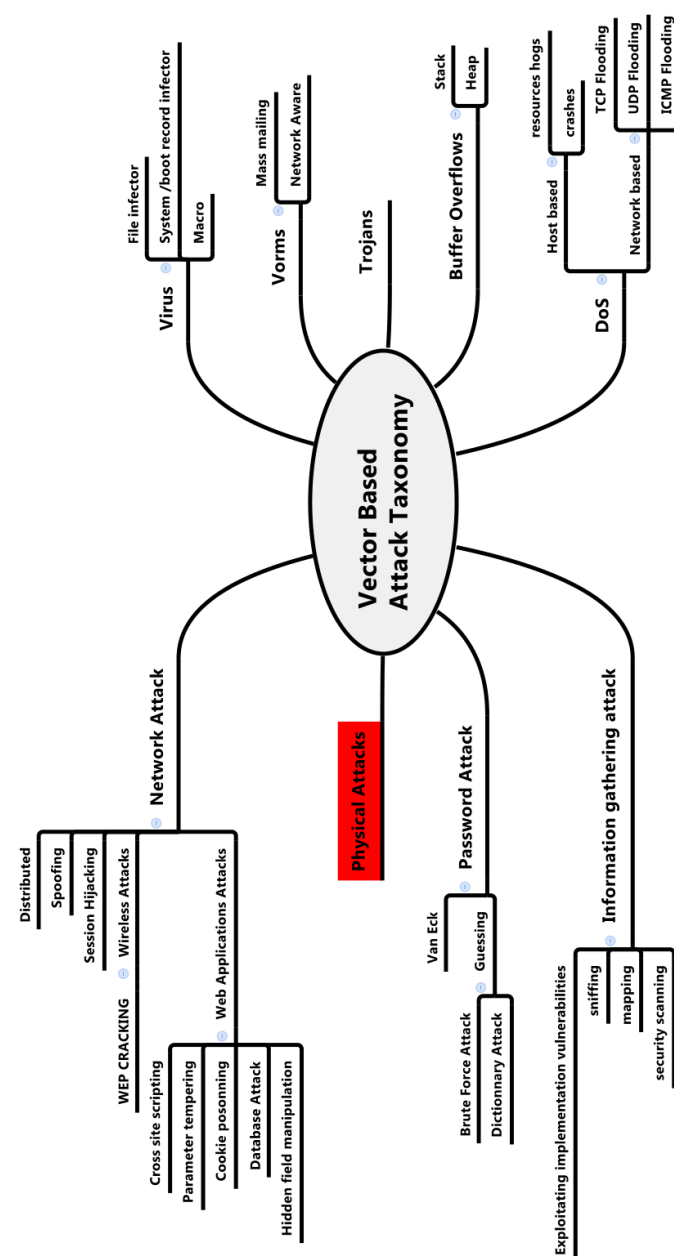 Vector Based
Attack Taxonomy
Virus
File infector
System /boot record infector
Macro
Vorms
Mass mailing
Network Aware
Trojans
Buffer Overflows
Stack
Heap
DoS
Host based
resources hogs
crashes
Network based
TCP Flooding
UDP Flooding
ICMP Flooding
Network Attack
Distributed
Spoofing
Session Hijacking
Wireless Attacks
WEP CRACKING
Web Applications Attacks
Cross site scripting
Parameter tempering
Cookie posonning
Database Attack
Hidden field manipulation
Physical Attacks
Password Attack
Van Eck
Guessing
Brute Force Attack
Dictionnary Attack
Information gathering attack
Exploitating implementation vulnerabilities
sniffing
mapping
security scanning